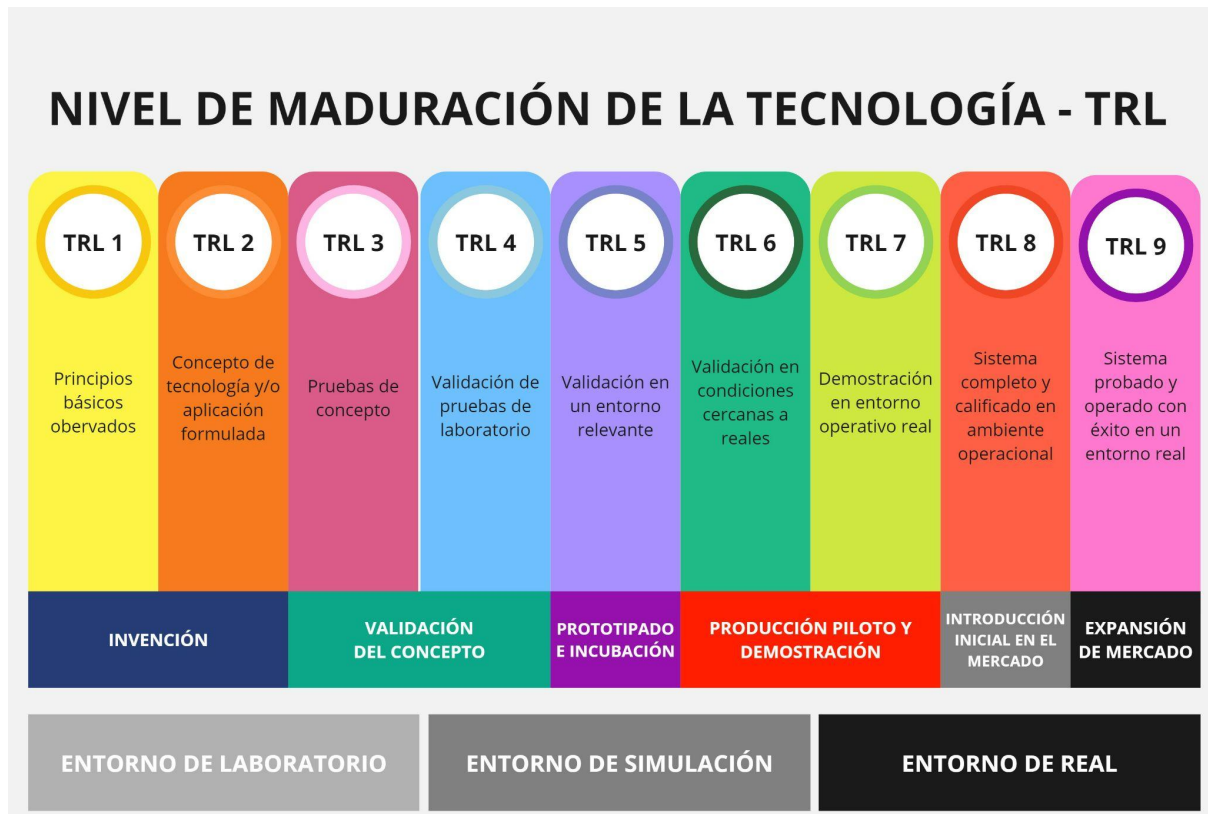 NIVEL DE MADURACIÓN DE LA TECNOLOGÍA - TRL
TRL 1
Principios
básicos
obervados
TRL 2
Concepto de
tecnología y/o
aplicación
formulada
TRL 3
Pruebas de
concepto
TRL 4
Validación de
pruebas de
laboratorio
TRL 5
Validación en
un entorno
relevante
TRL 6
Validación en
condiciones
cercanas a
reales
TRL 7
Demostración
en entorno
operativo real
TRL 8
Sistema
completo y
calificado en
ambiente
operacional
TRL 9
Sistema
probado y
operado con
éxito en un
entorno real
INVENCIÓN
VALIDACIÓN
DEL CONCEPTO
PROTOTIPADO
E INCUBACIÓN
PRODUCCIÓN PILOTO Y
DEMOSTRACIÓN
INTRODUCCIÓN
INICIAL EN EL
MERCADO
EXPANSIÓN
DE MERCADO
ENTORNO DE LABORATORIO
ENTORNO DE SIMULACIÓN
ENTORNO DE REAL